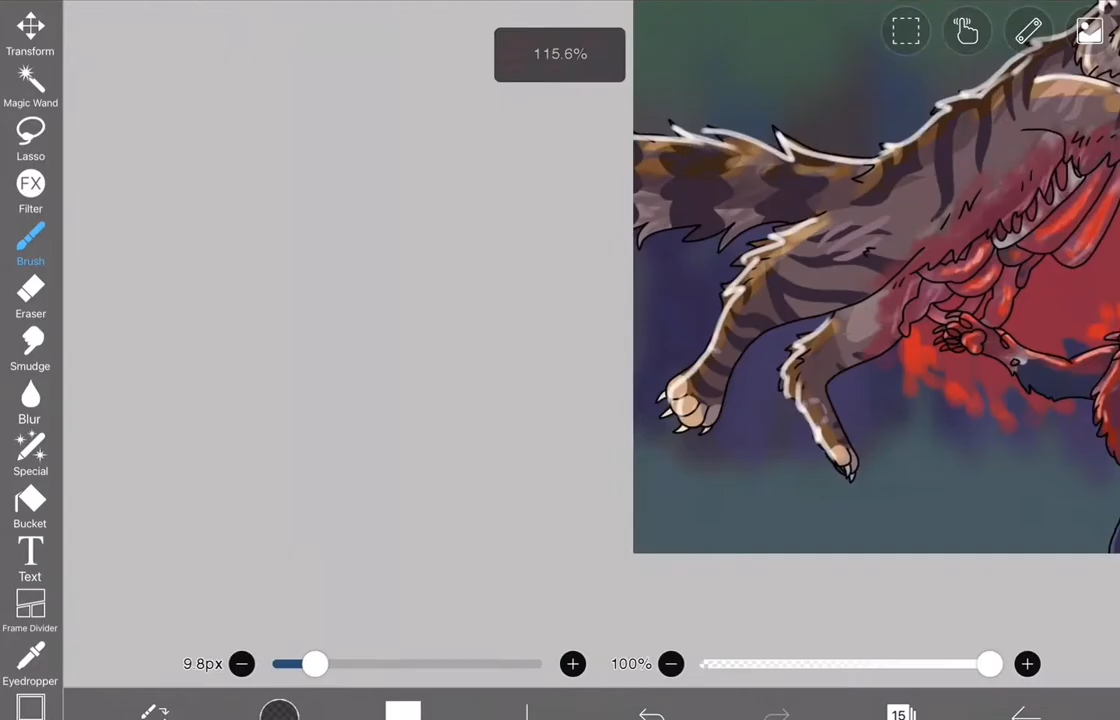 Transform
Magic Wand
Lasso
FX
Filter
Brush
Eraser
Smudge
Blur
Special
Bucket
T
Text
Frame Divider
Eyedropper
115.6%
9.8px
100%
15